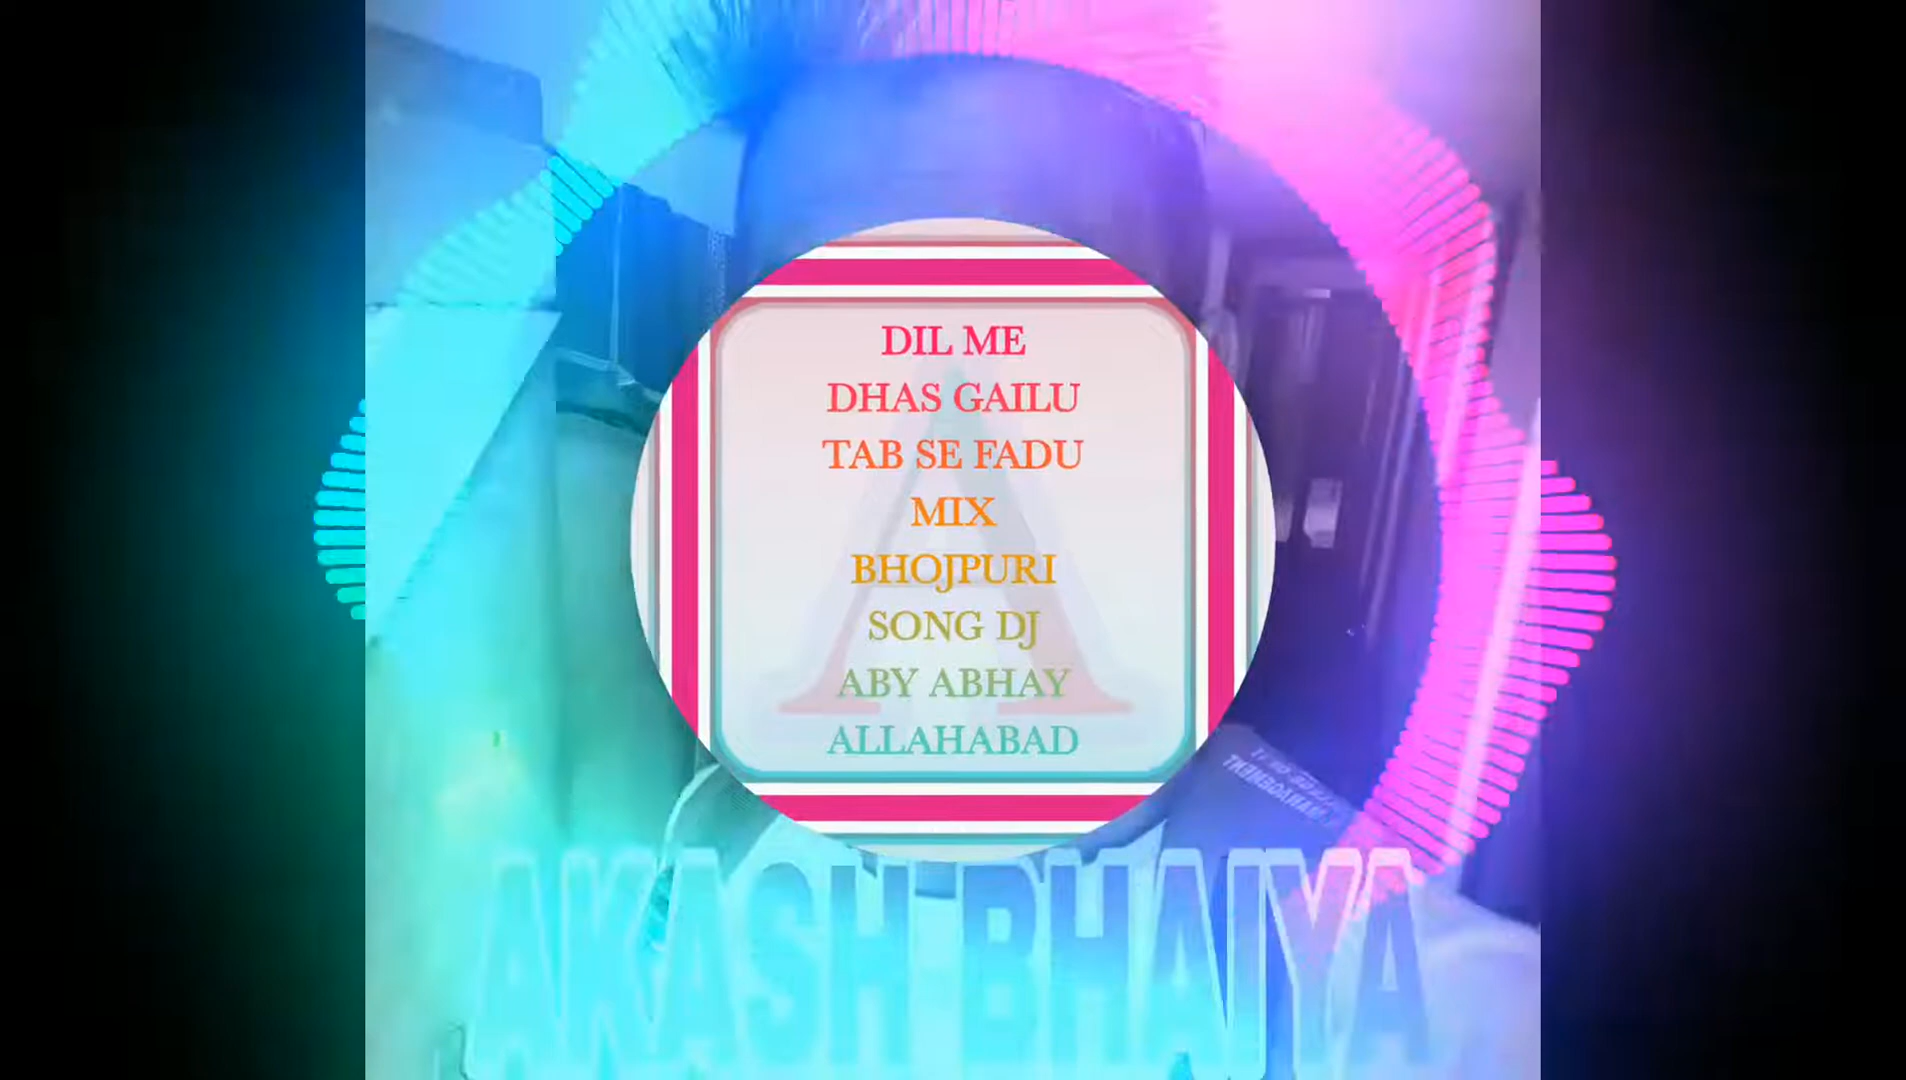 DIL ME
DHAS GAILU
TAB SE FADU
MIX
BHOJPURI
SONG DJ
ABY ABHAY
ALLAHABAD
AKASH BHAIYA